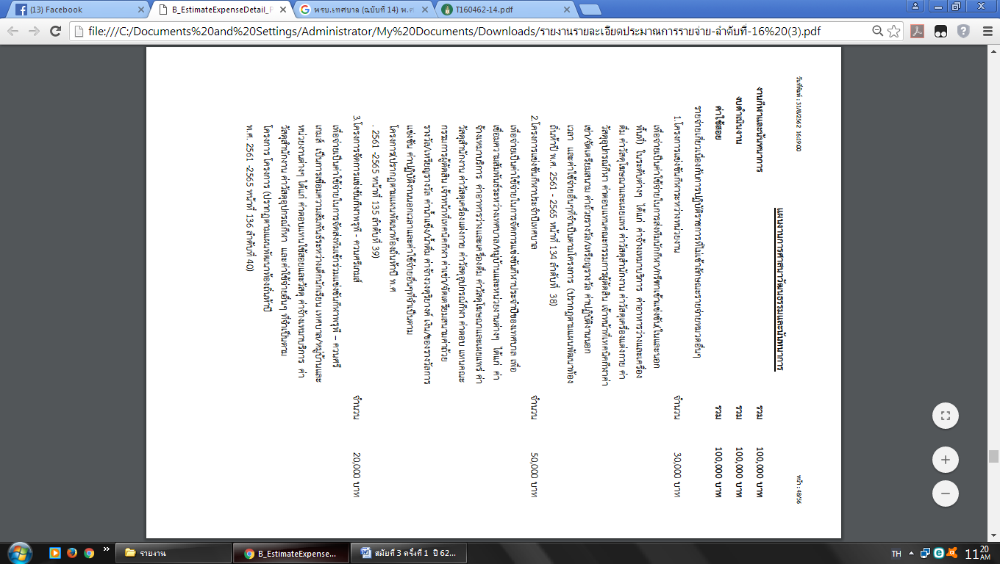 (13) Facebook
B_EstimateExpenseDetail_F
พรบ.เทศบาล (ฉบับที่ 14) พ.ศ
T160462-14.pdf
file:///C:/Documents%20and%20Settings/Administrator/My%20Documents/Downloads/รายงานรายละเอียดประมาณการรายจ่าย-ลำดับที่-16%20(3).pdf
วันที่พิมพ์ : 31/8/2562 16:19:00
หน้า : 48/56
แผนงานการศาสนาวัฒนธรรมและนันทนาการ
งานกีฬาและนันทนาการ รวม 100,000 บาท
งบดำเนินงาน รวม 100,000 บาท
ค่าใช้สอย รวม 100,000 บาท
รายจ่ายเกี่ยวเนื่องกับการปฏิบัติราชการที่ไม่เข้าลักษณะรายจ่ายหมวดอื่นๆ
1.โครงการแข่งขันกีฬาระหว่างหน่วยงาน จำนวน 30,000 บาท
เพื่อจ่ายเป็นค่าใช้จ่ายในการส่งทีมนักกีฬา/กรีฑาเข้าแข่งขัน(ในและนอก
พื้นที่) ในระดับต่างๆ ได้แก่ ค่าจ้างเหมาบริการ ค่าอาหารว่างและเครื่อง
ดื่ม ค่าวัสดุโฆษณาและเผยแพร่ ค่าวัสดุสำนักงาน ค่าวัสดุเครื่องแต่งกาย ค่า
วัสดุอุปกรณ์กีฬา ค่าตอบแทนคณะกรรมการผู้ตัดสิน เจ้าหน้าที่เทคนิคกีฬาค่า
เช่า/จัดเตรียมสนาม ค่าถ้วยรางวัล/เหรียญรางวัล ค่าปฏิบัติงานนอก
เวลา และค่าใช้จ่ายอื่นๆที่จำเป็นตามโครงการ (ปรากฏตามแผนพัฒนาท้อง
ถิ่นห้าปี พ.ศ. 2561 - 2565 หน้าที่ 134 ลำดับที่ 38)
2.โครงการแข่งขันกีฬาประจำปีเทศบาล จำนวน 50,000 บาท
เพื่อจ่ายเป็นค่าใช้จ่ายในการจัดการแข่งขันกีฬาประจำปีของเทศบาล เพื่อ
เชื่อมความสัมพันธ์ระหว่างเทศบาล/หมู่บ้านและหน่วยงานต่างๆ ได้แก่ ค่า
จ้างเหมาบริการ ค่าอาหารว่างและเครื่องดื่ม ค่าวัสดุโฆษณาและเผยแพร่ ค่า
วัสดุสำนักงาน ค่าวัสดุเครื่องแต่งกาย ค่าวัสดุอุปกรณ์กีฬา ค่าตอบ แทนคณะ
กรรมการผู้ตัดสิน เจ้าหน้าที่เทคนิคกีฬา ค่าเช่า/จัดเตรียมสนามค่าถ้วย
รางวัล/เหรียญรางวัล ค่าน้ำแข็ง/น้ำดื่ม ค่าจ้างวงดุริยางค์ เงิน/ของรางวัลการ
แข่งขัน ค่าปฏิบัติงานนอกเวลาและค่าใช้จ่ายอื่นๆที่จำเป็นตาม
โครงการ(ปรากฏตามแผนพัฒนาท้องถิ่นห้าปี พ.ศ
. 2561 -2565 หน้าที่ 135 ลำดับที่ 39)
3.โครงการจัดการแข่งขันกีฬาพรุพี - ควนศรีเกมส์ จำนวน 20,000 บาท
เพื่อจ่ายเป็นค่าใช้จ่ายในการจัดส่งทีมเข้าร่วมแข่งขันกีฬาพรุพี – ควนศรี
เกมส์ เป็นการเชื่อมความสัมพันธ์ระหว่างเด็กนักเรียน เทศบาล/หมู่บ้านและ
หน่วยงานต่างๆ ได้แก่ ค่าตอบแทนใช้สอยและวัสดุ ค่าจ้างเหมาบริการ ค่า
วัสดุสำนักงาน ค่าวัสดุอุปกรณ์กีฬา และค่าใช้จ่ายอื่นๆ ที่จำเป็นตาม
โครงการ โครงการ (ปรากฏตามแผนพัฒนาท้องถิ่นห้าปี
พ.ศ. 2561 -2565 หน้าที่ 136 ลำดับที่ 40)
รายงาน
B_EstimateExpense...
สมัยที่ 3 ครั้งที่ 1 ปี 62...
TH
11 20 AM